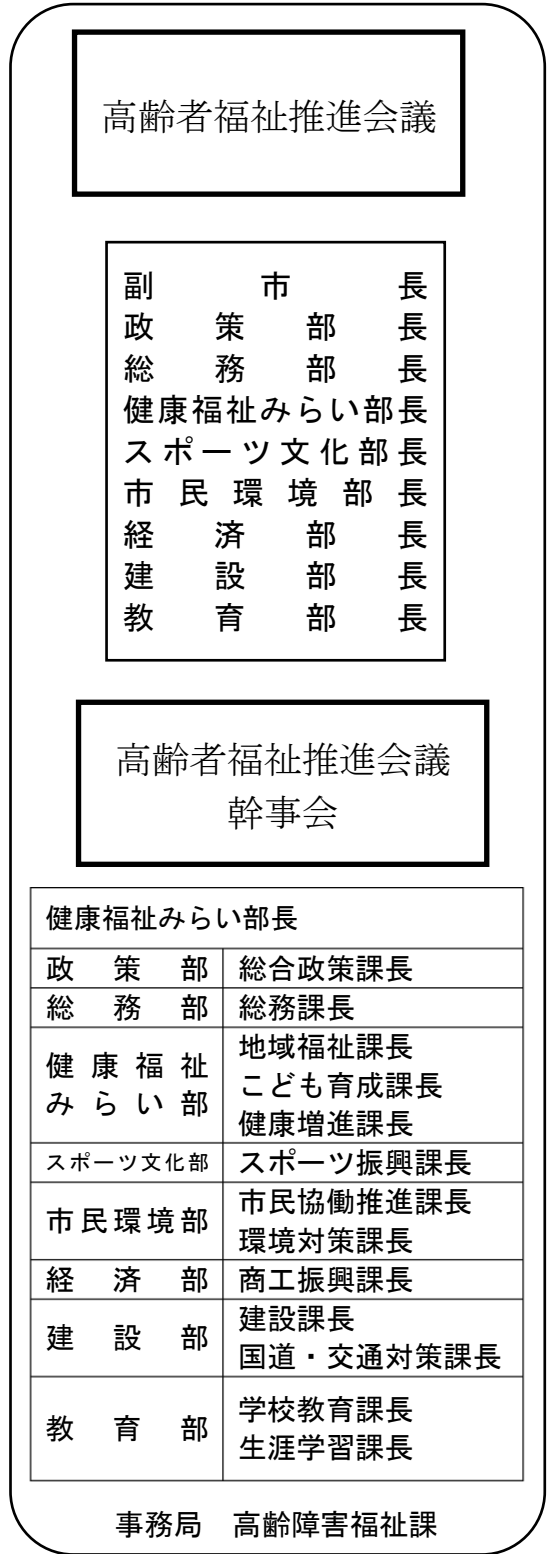 高齢者福祉推進会議
副市長
政策部長
総務部長
健康福祉みらい部長
スポーツ文化部長
市民環境部長
経済部長
建設部長
教育部長
高齢者福祉推進会議
幹事会
健康福祉みらい部長
政策部 総合政策課長
総務部 総務課長
健康福祉
みらい部
地域福祉課長
こども育成課長
健康増進課長
スポーツ文化部 スポーツ振興課長
市民環境部
市民協働推進課長
環境対策課長
経済部 商工振興課長
建設部
建設課長
国道・交通対策課長
教育部
学校教育課長
生涯学習課長
事務局 高齢障害福祉課